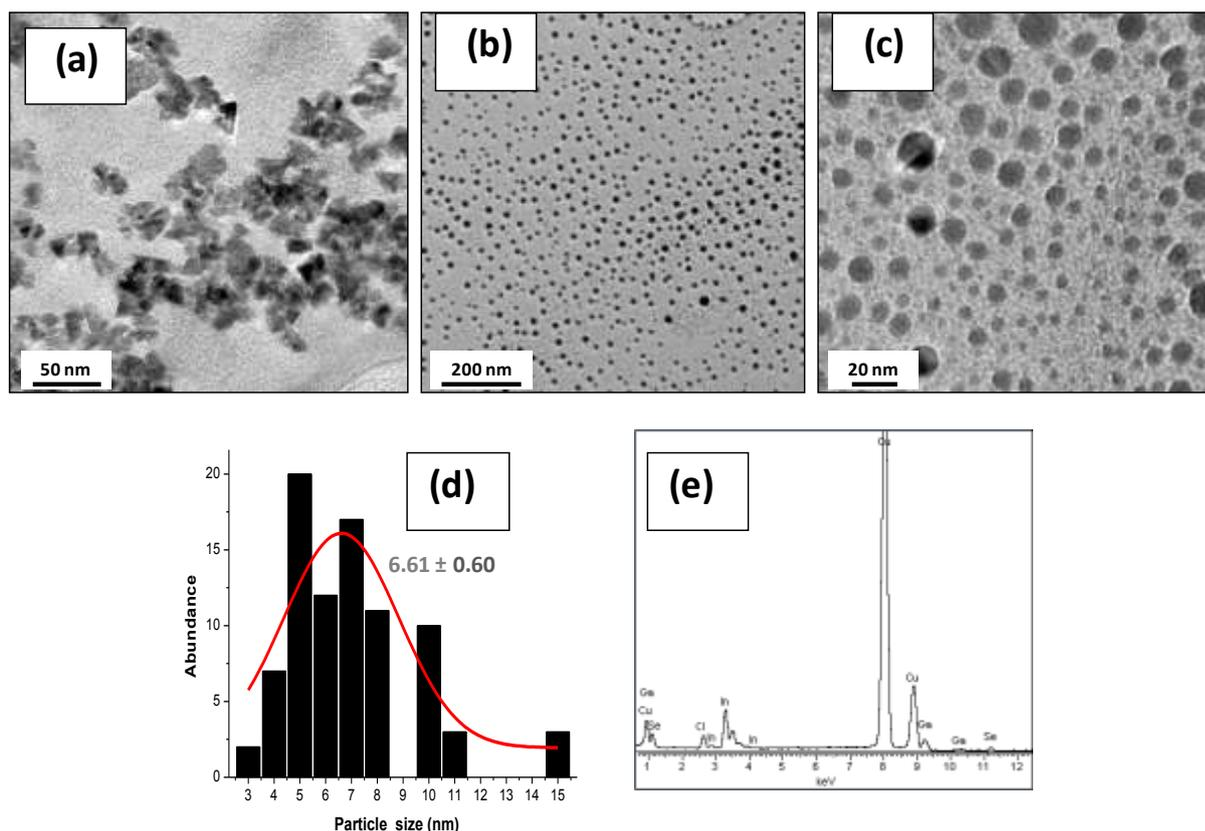 (a)
(b)
(c)
50 nm
200 nm
20 nm
(d)
6.61 ± 0.60
20
15
10
5
0
Abundance
3 4 5 6 7 8 9 10 11 12 13 14 15
Particle size (nm)
(e)
Cu
Cu
Ga
Cu
Se
Cl
In
In
In
Ga
Ga
Se
1 2 3 4 5 6 7 8 9 10 11 12
keV